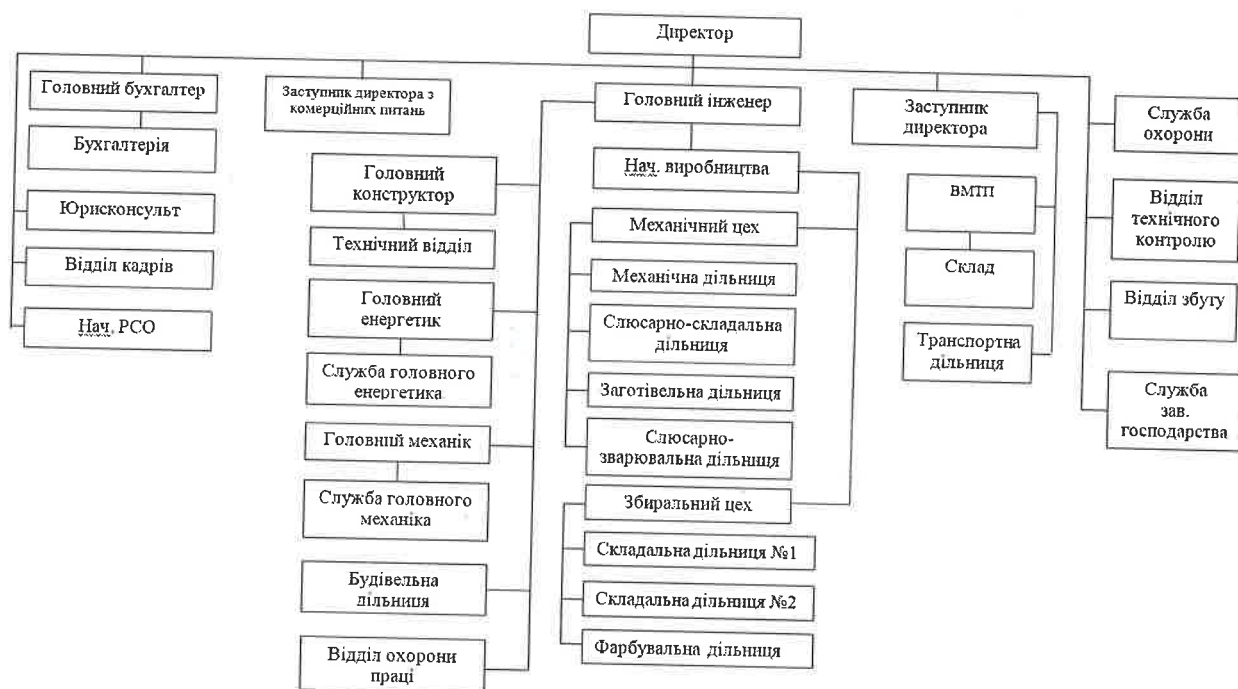 Директор
Головний бухгалтер
Бухгалтерія
Юрисконсульт
Відділ кадрів
Нач. РСО
Заступник директора з
комерційних питань
Головний інженер
Головний
конструктор
Технічний відділ
Головний
енергетик
Служба головного
енергетика
Головний механік
Служба головного
механіка
Будівельна
дільниця
Відділ охорони
праці
Нач. виробництва
Механічний цех
Механічна дільниця
Слюсарно-складальна
дільниця
Заготівельна дільниця
Слюсарно-
зварювальна дільниця
Збиральний цех
Складальна дільниця №1
Складальна дільниця №2
Фарбувальна дільниця
Заступник
директора
ВМТП
Склад
Транспортна
дільниця
Служба
охорони
Відділ
технічного
контролю
Відділ збуту
Служба
зав.
господарства